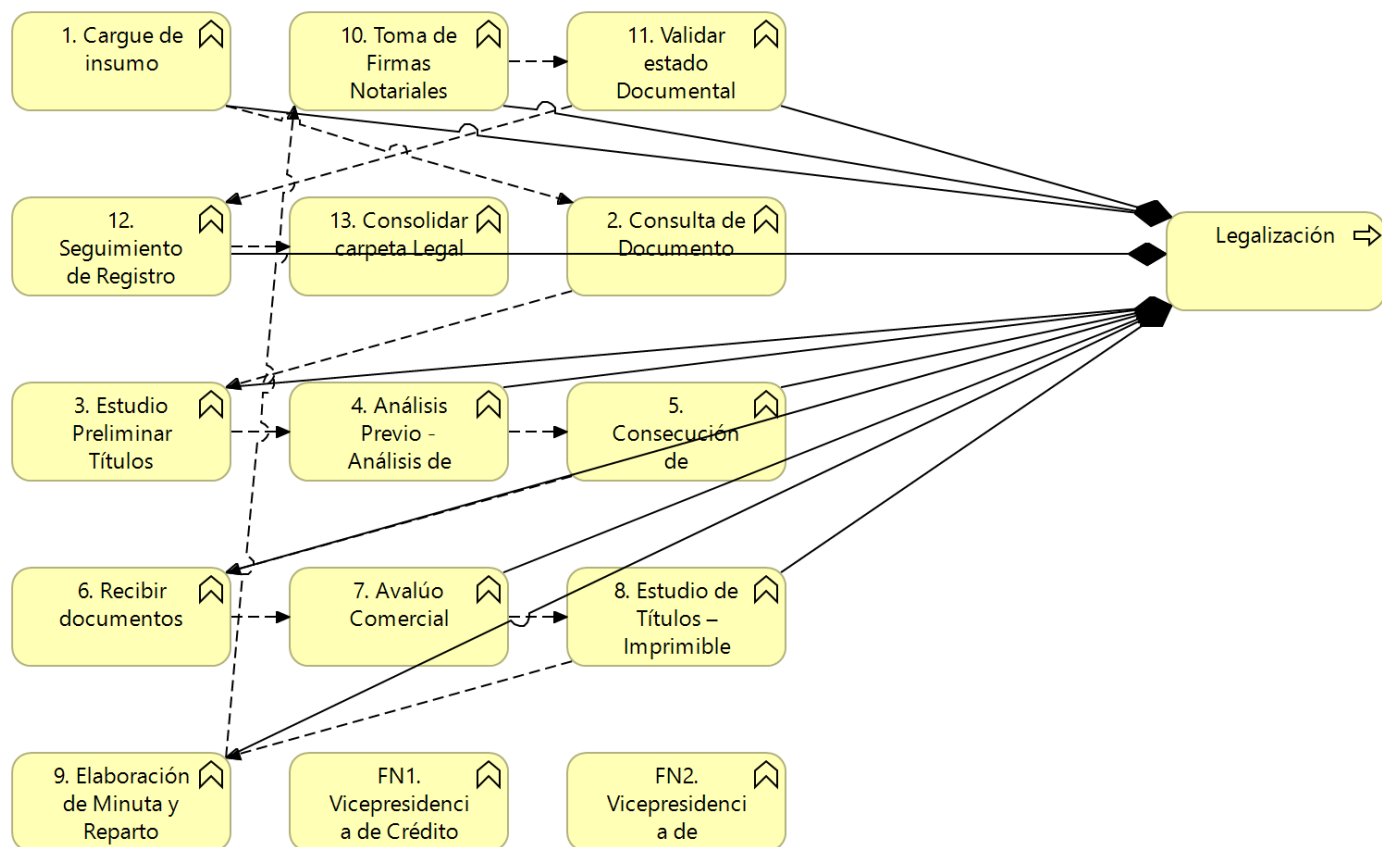 1. Cargue de
insumo
10. Toma de
Firmas
Notariales
11. Validar
estado
Documental
12.
Seguimiento
de Registro
13. Consolidar
carpeta Legal
2. Consulta de
Documento
Legalización
3. Estudio
Preliminar
Títulos
4. Análisis
Previo -
Análisis de
5.
Consecución
de
6. Recibir
documentos
7. Avalúo
Comercial
8. Estudio de
Títulos –
Imprimible
9. Elaboración
de Minuta y
Reparto
FN1.
Vicepresidenci
a de Crédito
FN2.
Vicepresidenci
a de